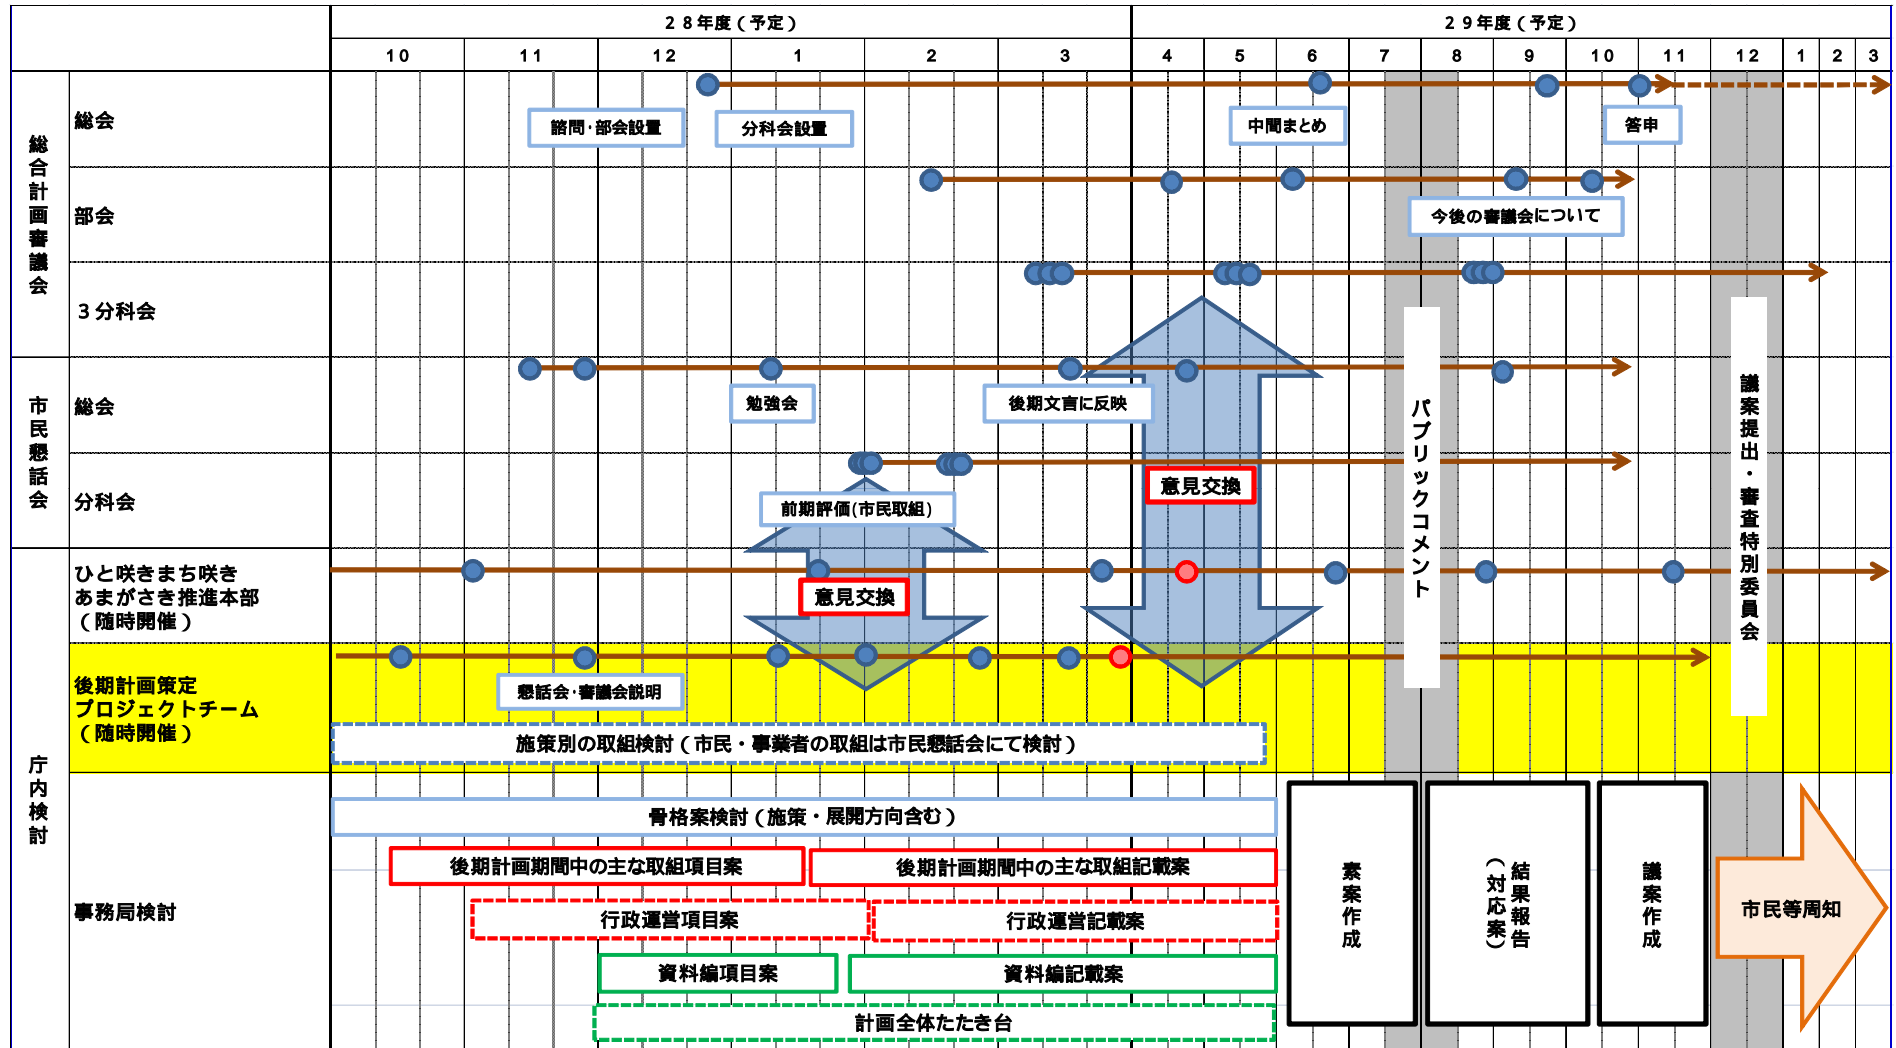 ２８年度（予定）
２９年度（予定）
10 11 12 1 2 3 4 5 6 7 8 9 10 11 12 1 2 3
総合計画審議会
総会
諮問・部会設置
分科会設置
中間まとめ
答申
部会
今後の審議会について
３分科会
市民懇話会
総会
勉強会
後期文言に反映
分科会
前期評価(市民取組)
意見交換
パブリックコメント
議案提出・審査特別委員会
庁内検討
ひと咲きまち咲き
あまがさき推進本部
（随時開催）
意見交換
後期計画策定
プロジェクトチーム
（随時開催）
懇話会・審議会説明
施策別の取組検討（市民・事業者の取組は市民懇話会にて検討）
事務局検討
骨格案検討（施策・展開方向含む）
後期計画期間中の主な取組項目案
後期計画期間中の主な取組記載案
行政運営項目案
行政運営記載案
資料編項目案
資料編記載案
計画全体たたき台
素案作成
結果報告
（対応案）
議案作成
市民等周知